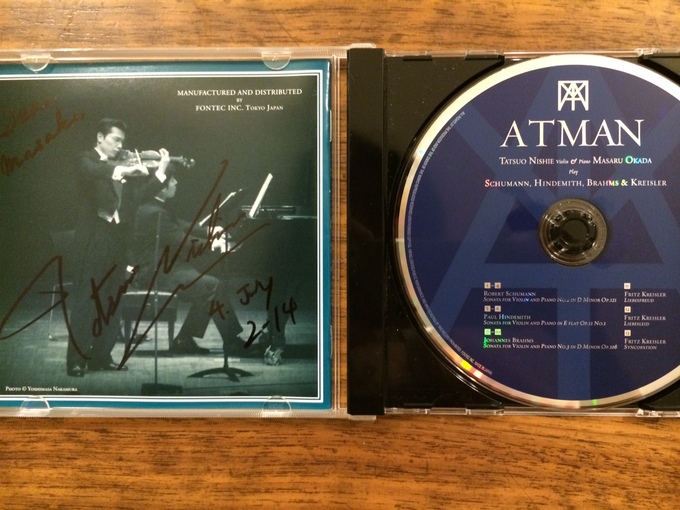 Dear
Masako,
MANUFACTURED AND DISTRIBUTED
BY
FONTEC INC. TOKYO JAPAN
4. July
PHOTO © YOSHIMASA NAKAMURA
ATMAN
TATSUO NISHIE Violin & Piano MASARU OKADA
Play
SCHUMANN, HINDEMITH, BRAHMS & KREISLER
ROBERT SCHUMANN
SONATA FOR VIOLIN AND PIANO NO.2 IN D MINOR OP.121
PAUL HINDEMITH
SONATA FOR VIOLIN AND PIANO IN E FLAT OP.11 NO.1
JOHANNES BRAHMS
SONATA FOR VIOLIN AND PIANO NO.3 IN D MINOR OP.108
FRITZ KREISLER
LIEBESFREUD
FRITZ KREISLER
LIEBESLEID
FRITZ KREISLER
SYNCOPATION